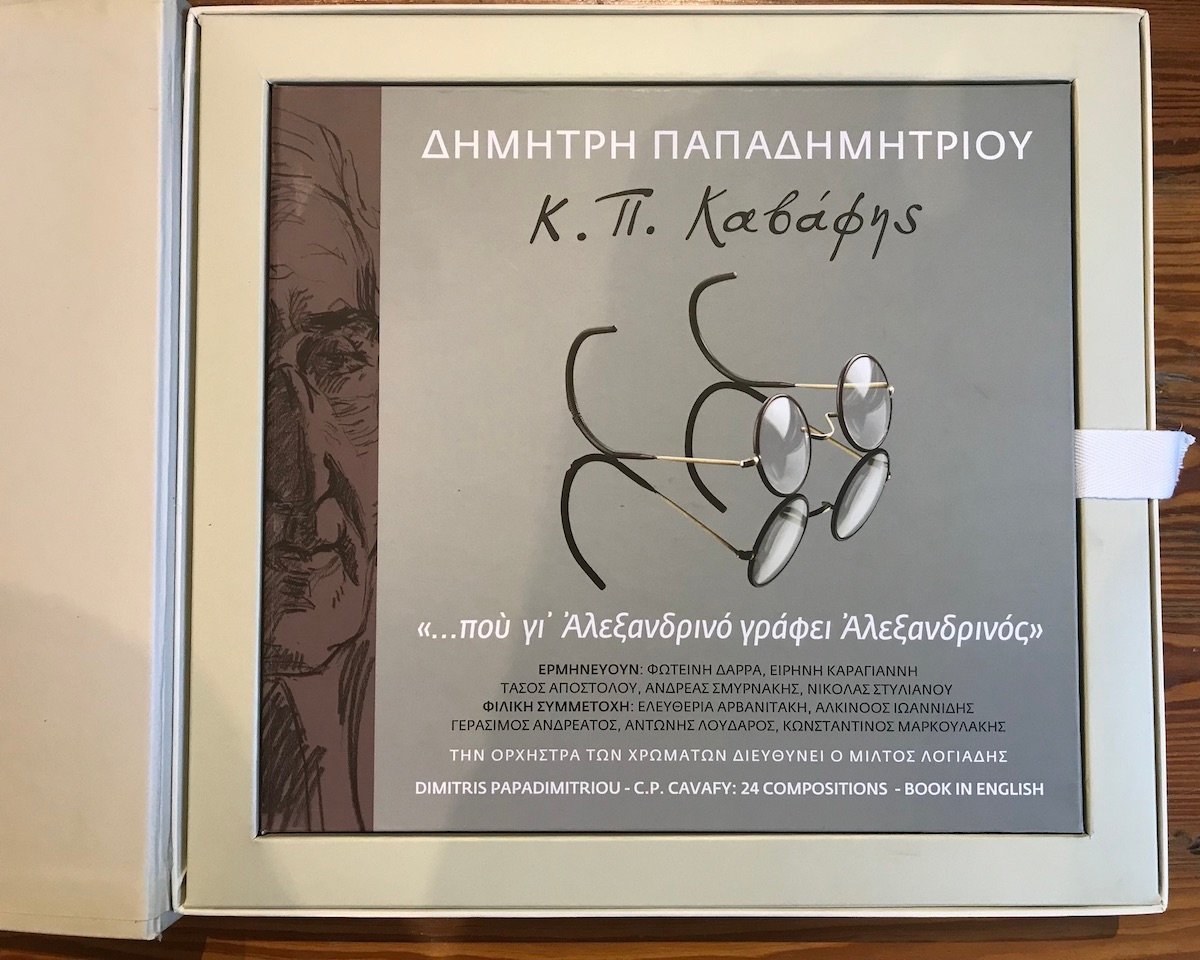 ΔΗΜΗΤΡΗ ΠΑΠΑΔΗΜΗΤΡΙΟΥ
Κ. Π. Καβάφης
«...ποὺ γι᾿ Ἀλεξανδρινό γράφει Ἀλεξανδρινός»
ΕΡΜΗΝΕΥΟΥΝ: ΦΩΤΕΙΝΗ ΔΑΡΡΑ, ΕΙΡΗΝΗ ΚΑΡΑΓΙΑΝΝΗ
ΤΑΣΟΣ ΑΠΟΣΤΟΛΟΥ, ΑΝΔΡΕΑΣ ΣΜΥΡΝΑΚΗΣ, ΝΙΚΟΛΑΣ ΣΤΥΛΙΑΝΟΥ
ΦΙΛΙΚΗ ΣΥΜΜΕΤΟΧΗ: ΕΛΕΥΘΕΡΙΑ ΑΡΒΑΝΙΤΑΚΗ, ΑΛΚΙΝΟΟΣ ΙΩΑΝΝΙΔΗΣ
ΓΕΡΑΣΙΜΟΣ ΑΝΔΡΕΑΤΟΣ, ΑΝΤΩΝΗΣ ΛΟΥΔΑΡΟΣ, ΚΩΝΣΤΑΝΤΙΝΟΣ ΜΑΡΚΟΥΛΑΚΗΣ
ΤΗΝ ΟΡΧΗΣΤΡΑ ΤΩΝ ΧΡΩΜΑΤΩΝ ΔΙΕΥΘΥΝΕΙ Ο ΜΙΛΤΟΣ ΛΟΓΙΑΔΗΣ
DIMITRIS PAPADIMITRIOU - C.P. CAVAFY: 24 COMPOSITIONS - BOOK IN ENGLISH